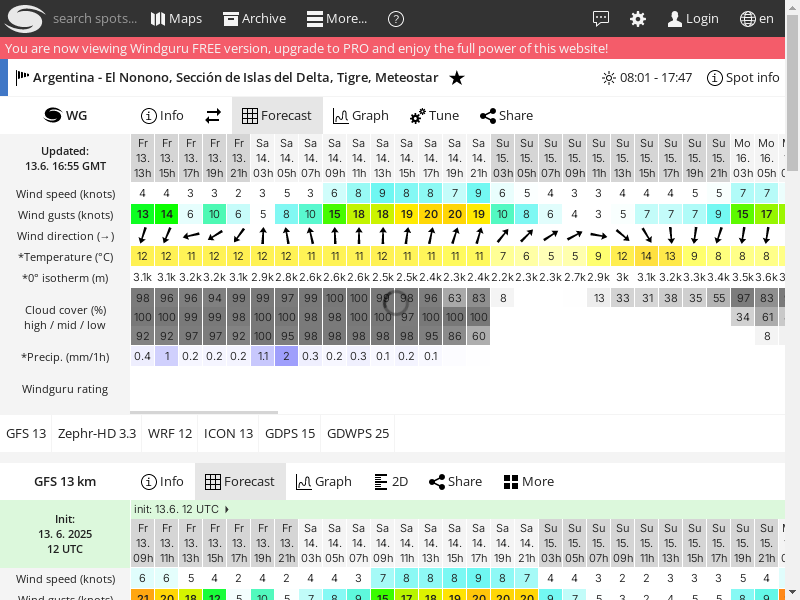 search spots... Maps Archive More... ? Login en
You are now viewing Windguru FREE version, upgrade to PRO and enjoy the full power of this website!
Argentina - El Nonono, Sección de Islas del Delta, Tigre, Meteostar ★ 08:01 - 17:47 Spot info
WG Info Forecast Graph Tune Share
Updated:
13.6. 16:55 GMT
Fr Fr Fr Fr Fr Sa Sa Sa Sa Sa Sa Sa Sa Sa Sa Su Su Su Su Su Su Su Su Su Su Mo Mo
13. 13. 13. 13. 13. 14. 14. 14. 14. 14. 14. 14. 14. 14. 14. 15. 15. 15. 15. 15. 15. 15. 15. 15. 15. 16. 16.
13h 15h 17h 19h 21h 03h 05h 07h 09h 11h 13h 15h 17h 19h 21h 03h 05h 07h 09h 11h 13h 15h 17h 19h 21h 03h 05h
Wind speed (knots) 4 4 3 3 2 3 5 3 6 8 9 8 8 7 9 6 5 4 3 3 4 4 4 5 5 7 7
Wind gusts (knots) 13 14 6 10 6 5 8 10 15 18 18 19 20 20 19 10 8 6 4 3 5 7 7 7 9 15 17
Wind direction (→)
*Temperature (°C) 12 12 11 12 12 12 12 11 11 11 11 11 11 11 11 7 6 5 5 9 12 14 13 9 8 8 8
*0° isotherm (m) 3.1k 3.1k 3.2k 3.2k 3.1k 2.9k 2.8k 2.6k 2.6k 2.6k 2.5k 2.5k 2.4k 2.3k 2.4k 2.2k 2.3k 2.3k 2.7k 2.9k 3k 3.1k 3.2k 3.3k 3.4k 3.5k 3.6k
Cloud cover (%)
high / mid / low
98 96 96 94 99 99 97 99 100 100 99 98 96 63 83 8 13 33 31 38 35 55 97 83
100 100 99 99 100 100 100 100 100 100 100 97 100 100 100 34 61
92 92 97 97 92 100 95 98 98 98 98 98 95 86 60 8
*Precip. (mm/1h) 0.4 1 0.2 0.2 0.2 1.1 2 0.3 0.2 0.3 0.1 0.2 0.1
Windguru rating
GFS 13 Zephr-HD 3.3 WRF 12 ICON 13 GDPS 15 GDWPS 25
GFS 13 km Info Forecast Graph 2D Share More
Init:
13. 6. 2025
12 UTC
init: 13.6. 12 UTC
Fr Fr Fr Fr Fr Fr Fr Sa Sa Sa Sa Sa Sa Sa Sa Sa Sa Su Su Su Su Su Su Su Su Su Su
13. 13. 13. 13. 13. 13. 13. 14. 14. 14. 14. 14. 14. 14. 14. 14. 14. 15. 15. 15. 15. 15. 15. 15. 15. 15. 15.
09h 11h 13h 15h 17h 19h 21h 03h 05h 07h 09h 11h 13h 15h 17h 19h 21h 03h 05h 07h 09h 11h 13h 15h 17h 19h 21h
Wind speed (knots) 6 6 5 4 2 4 2 4 4 3 7 8 8 8 9 8 7 4 4 3 2 2 3 3 3 5 4
Wind gusts (knots) 21 20 18 12 5 10 5 7 8 9 15 17 18 19 20 20 20 9 7 5 3 2 4 3 5 8 9